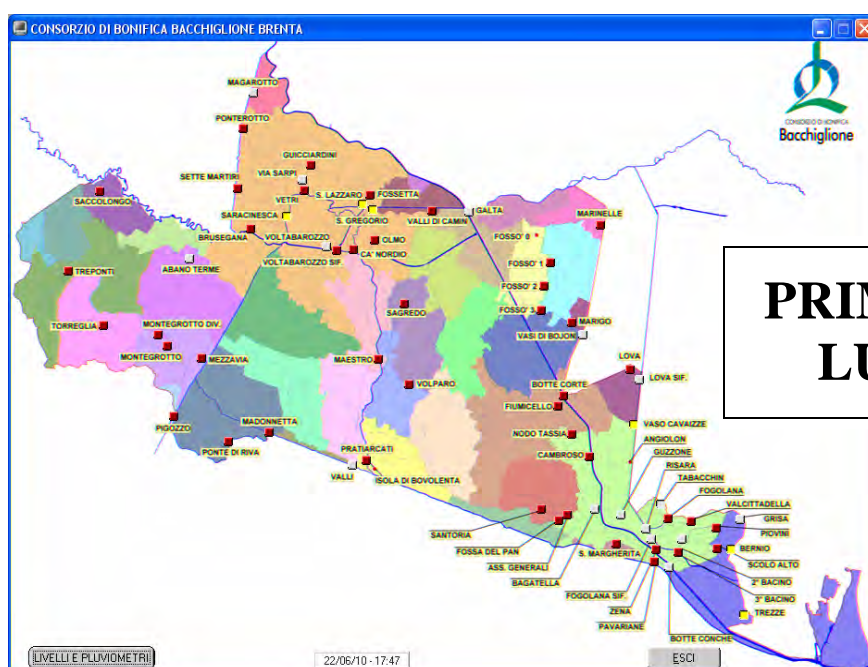 CONSORZIO DI BONIFICA BACCHIGLIONE BRENTA
CONSORZIO DI BONIFICA
Bacchiglione
MAGAROTTO
PONTEROTTO
GUICCIARDINI
VIA SARPI
SETTE MARTIRI
VETRI
S. LAZZARO
FOSSETTA
SACCOLONGO
SARACINESCA
S. GREGORIO
VALLI DI CAMIN
GALTA
MARINELLE
BRUSEGANA
VOLTABAROZZO
OLMO
FOSSO' 0
VOLTABAROZZO SIF.
CA' NORDIO
TREPONTI
ABANO TERME
FOSSO' 1
FOSSO' 2
SAGREDO
FOSSO' 3
MARIGO
TORREGLIA
MONTEGROTTO DIV.
VASI DI BOJON
MONTEGROTTO
MEZZAVIA
MAESTRO
LOVA
LOVA SIF.
VOLPARO
BOTTE CORTE
FIUMICELLO
PIGOZZO
MADONNETTA
VASO CAVAIZZE
PONTE DI RIVA
NODO TASSIA
ANGIOLON
PRATIARCATI
CAMBROSO
GUZZONE
RISARA
VALLI
ISOLA DI BOVOLENTA
TABACCHIN
FOGOLANA
VALCITTADELLA
GRISA
SANTORIA
PIOVINI
FOSSA DEL PAN
S. MARGHERITA
BERNIO
ASS. GENERALI
SCOLO ALTO
BAGATELLA
2° BACINO
FOGOLANA SIF.
3° BACINO
ZENA
TREZZE
PAVARIANE
BOTTE CONCHE
LIVELLI E PLUVIOMETRI
22/06/10 - 17:47
ESCI
PRIM
LU